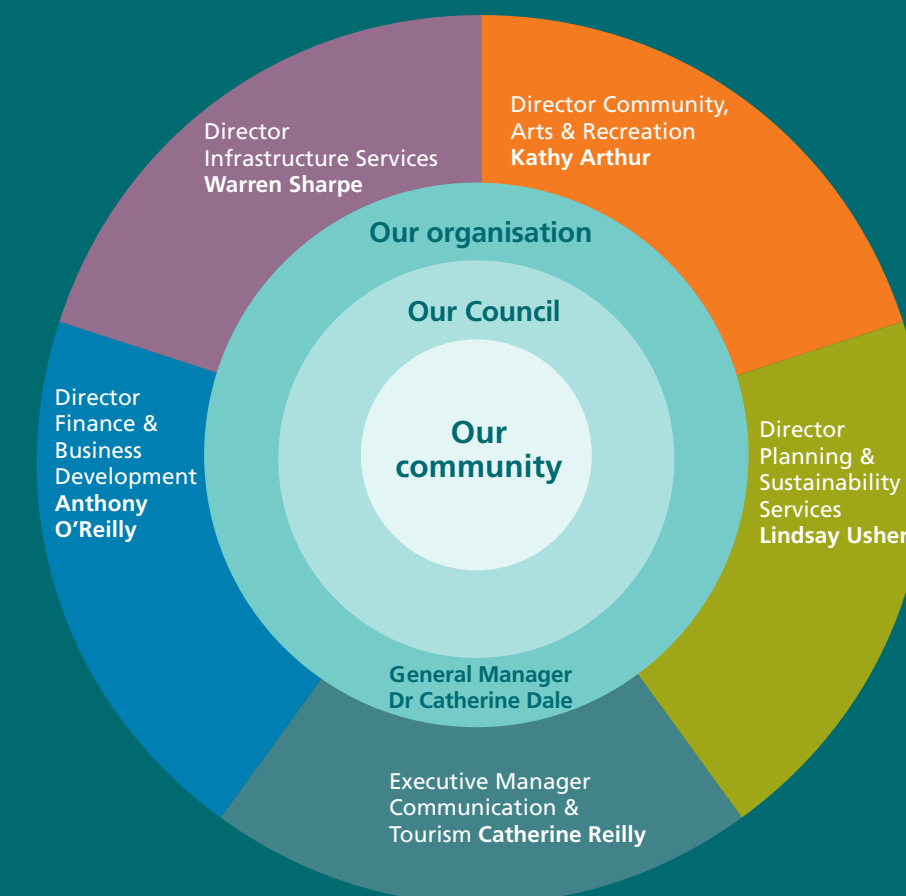 Director
Infrastructure Services
Warren Sharpe
Director Community,
Arts & Recreation
Kathy Arthur
Our organisation
Our Council
Our
community
Director
Finance &
Business
Development
Anthony
O’Reilly
Director
Planning &
Sustainability
Services
Lindsay Usher
General Manager
Dr Catherine Dale
Executive Manager
Communication &
Tourism Catherine Reilly